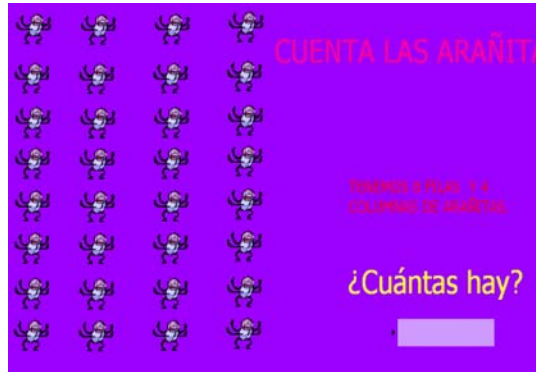 CUENTA LAS ARAÑITA
TENEMOS 8 FILAS Y 4
COLUMNAS DE ARAÑITAS.
¿Cuántas hay?